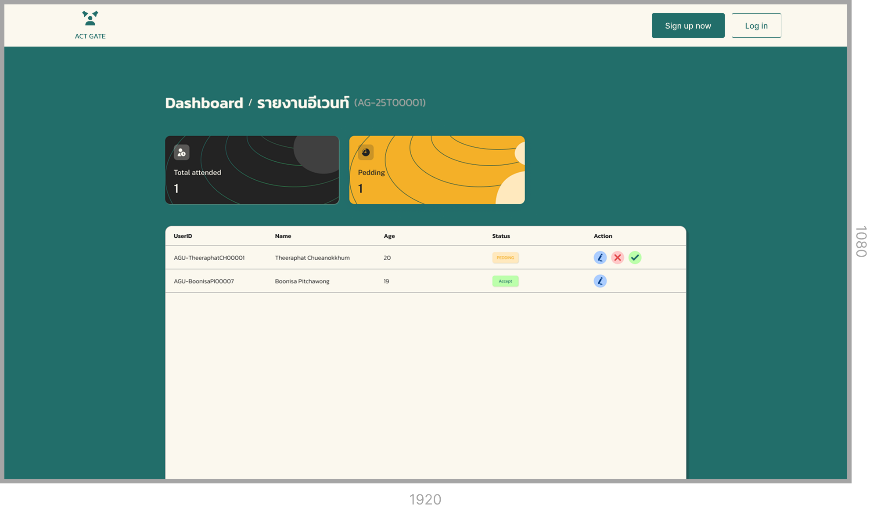 ACT GATE
Sign up now
Log in
Dashboard / รายงานอีเวนท์ (AG-25T00001)
Total attended
1
Pedding
1
UserID Name Age Status Action
AGU-TheeraphatCH00001 Theeraphat Chueanokkhum 20 PEDDING
AGU-BoonisaPI00007 Boonisa Pitchawong 19 Accept
1080
1920